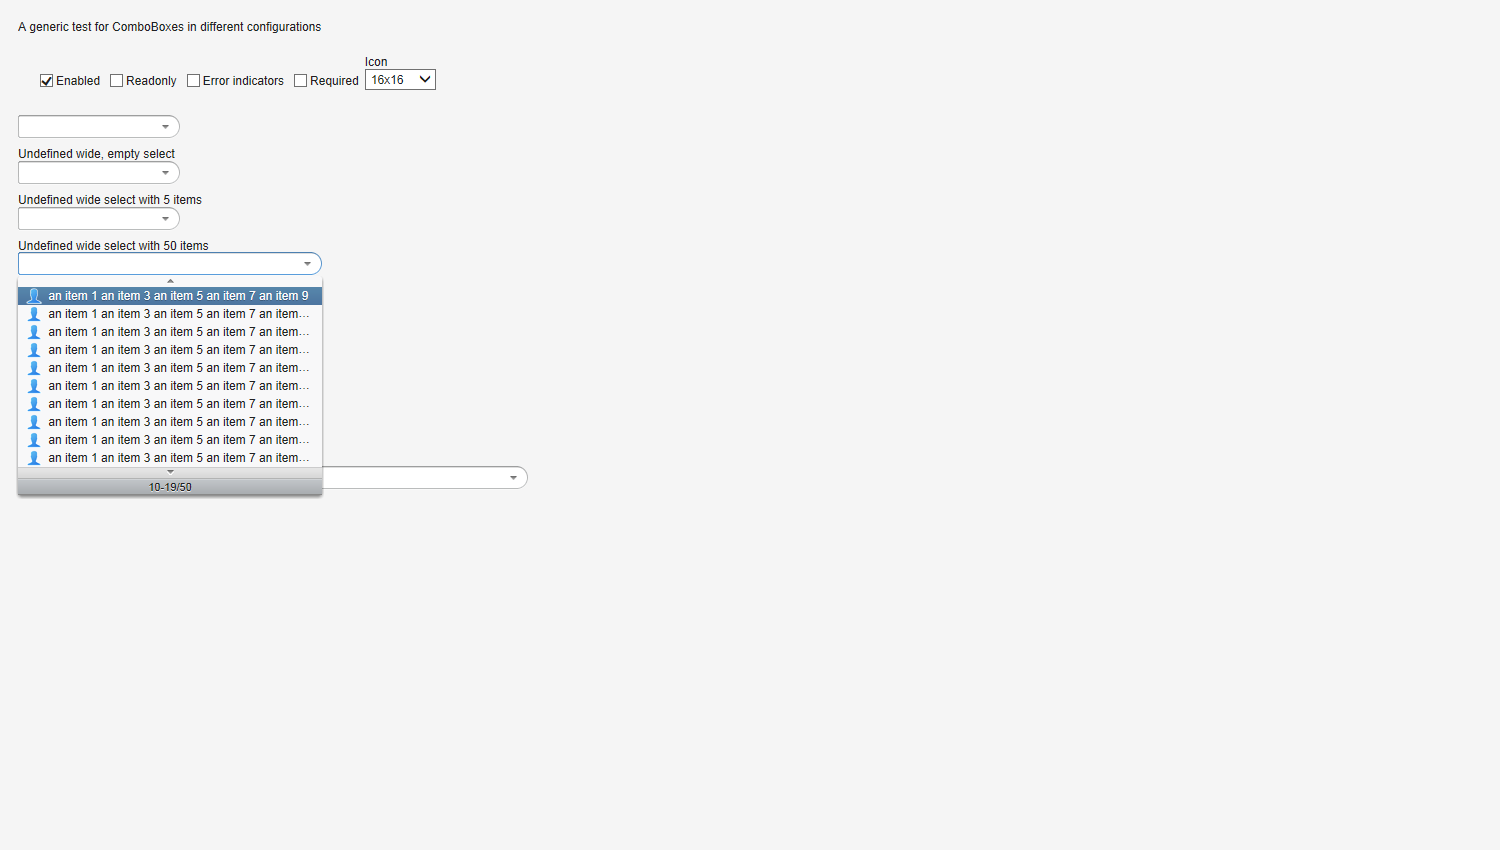 A generic test for ComboBoxes in different configurations
Icon
Enabled Readonly Error indicators Required 16x16
Undefined wide, empty select
Undefined wide select with 5 items
Undefined wide select with 50 items
an item 1 an item 3 an item 5 an item 7 an item 9
an item 1 an item 3 an item 5 an item 7 an item...
an item 1 an item 3 an item 5 an item 7 an item...
an item 1 an item 3 an item 5 an item 7 an item...
an item 1 an item 3 an item 5 an item 7 an item...
an item 1 an item 3 an item 5 an item 7 an item...
an item 1 an item 3 an item 5 an item 7 an item...
an item 1 an item 3 an item 5 an item 7 an item...
an item 1 an item 3 an item 5 an item 7 an item...
an item 1 an item 3 an item 5 an item 7 an item...
10-19/50